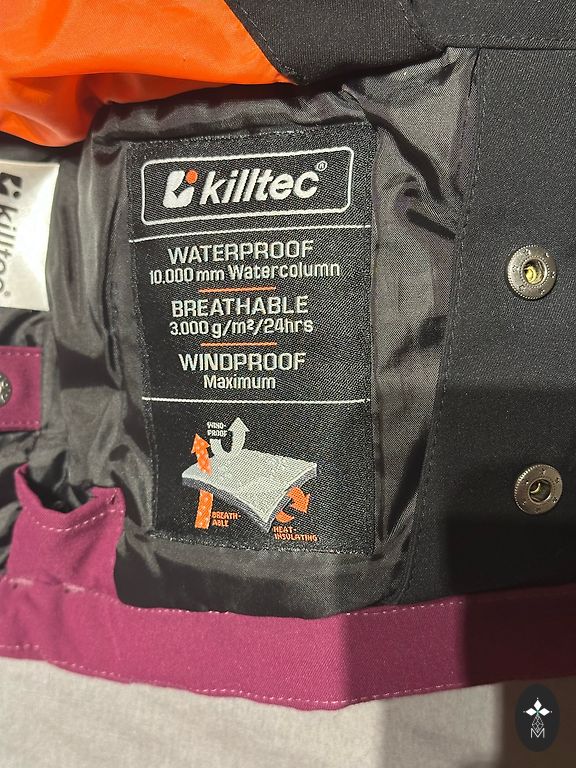 killtec®
WATERPROOF
10.000 mm Watercolumn
BREATHABLE
3.000 g/m²/24hrs
WINDPROOF
Maximum
WIND-
PROOF
BREATH-
ABLE
HEAT-
INSULATING
killtec®
M